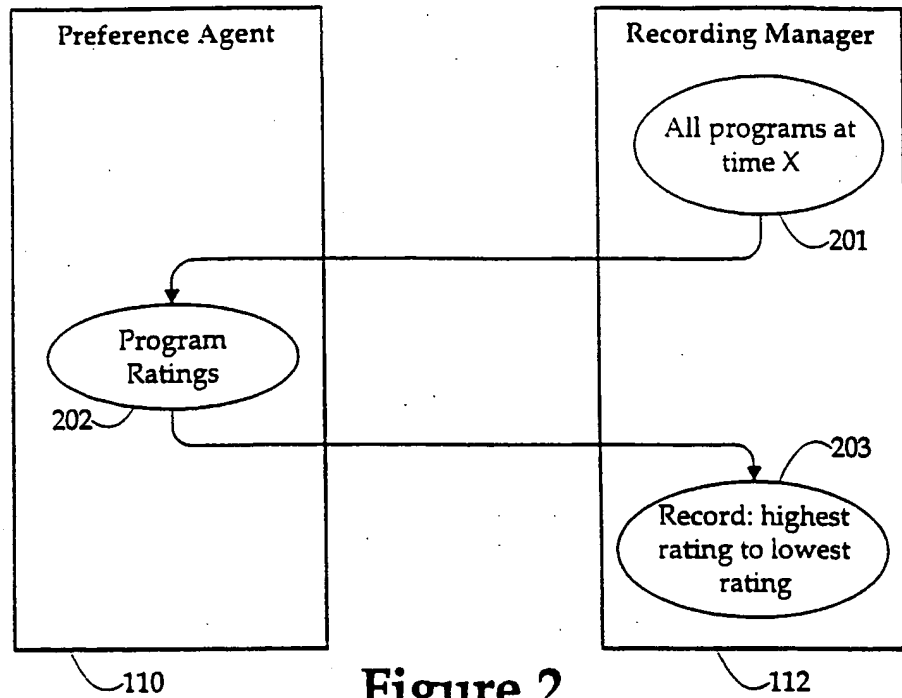 Preference Agent
Recording Manager
All programs at
time X
201
Program
Ratings
202
203
Record: highest
rating to lowest
rating
110
112
Figure 2